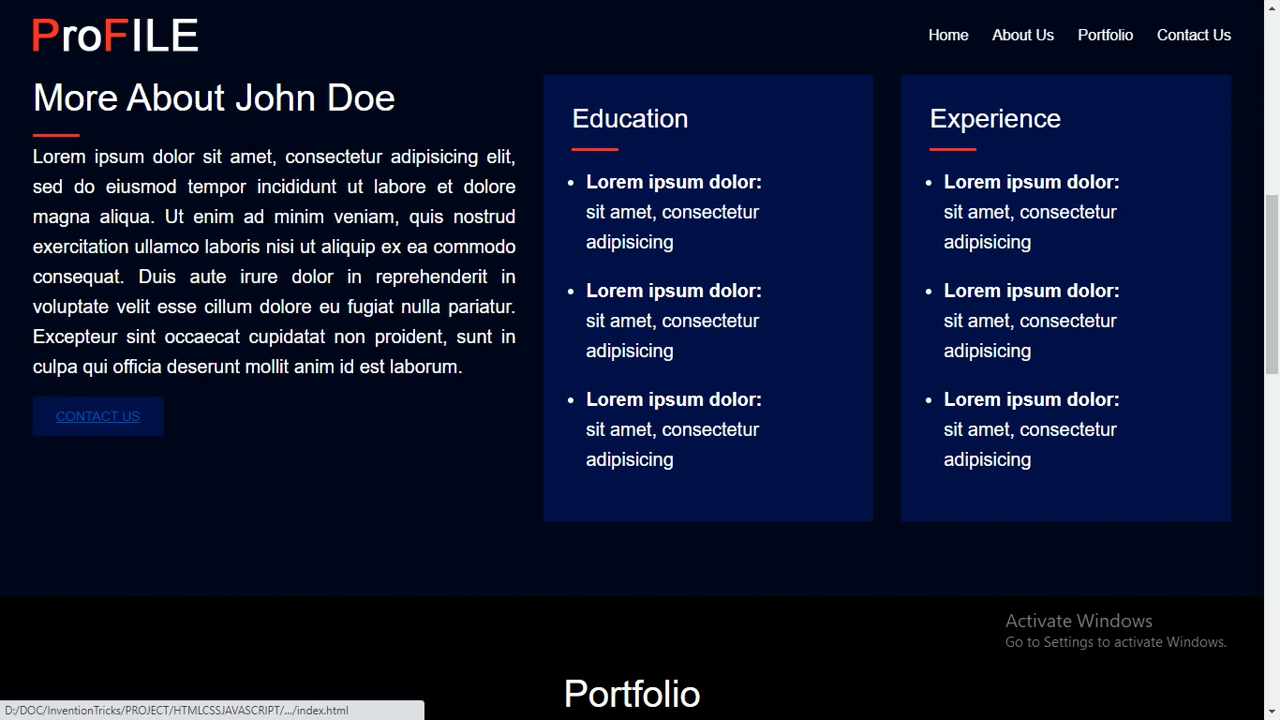 ProFILE
Home About Us Portfolio Contact Us
More About John Doe
Lorem ipsum dolor sit amet, consectetur adipisicing elit,
sed do eiusmod tempor incididunt ut labore et dolore
magna aliqua. Ut enim ad minim veniam, quis nostrud
exercitation ullamco laboris nisi ut aliquip ex ea commodo
consequat. Duis aute irure dolor in reprehenderit in
voluptate velit esse cillum dolore eu fugiat nulla pariatur.
Excepteur sint occaecat cupidatat non proident, sunt in
culpa qui officia deserunt mollit anim id est laborum.
CONTACT US
Education
• Lorem ipsum dolor:
sit amet, consectetur
adipisicing
• Lorem ipsum dolor:
sit amet, consectetur
adipisicing
• Lorem ipsum dolor:
sit amet, consectetur
adipisicing
Experience
• Lorem ipsum dolor:
sit amet, consectetur
adipisicing
• Lorem ipsum dolor:
sit amet, consectetur
adipisicing
• Lorem ipsum dolor:
sit amet, consectetur
adipisicing
Activate Windows
Go to Settings to activate Windows.
Portfolio
D:/DOC/InventionTricks/PROJECT/HTMLCSSJAVASCRIPT/.../index.html